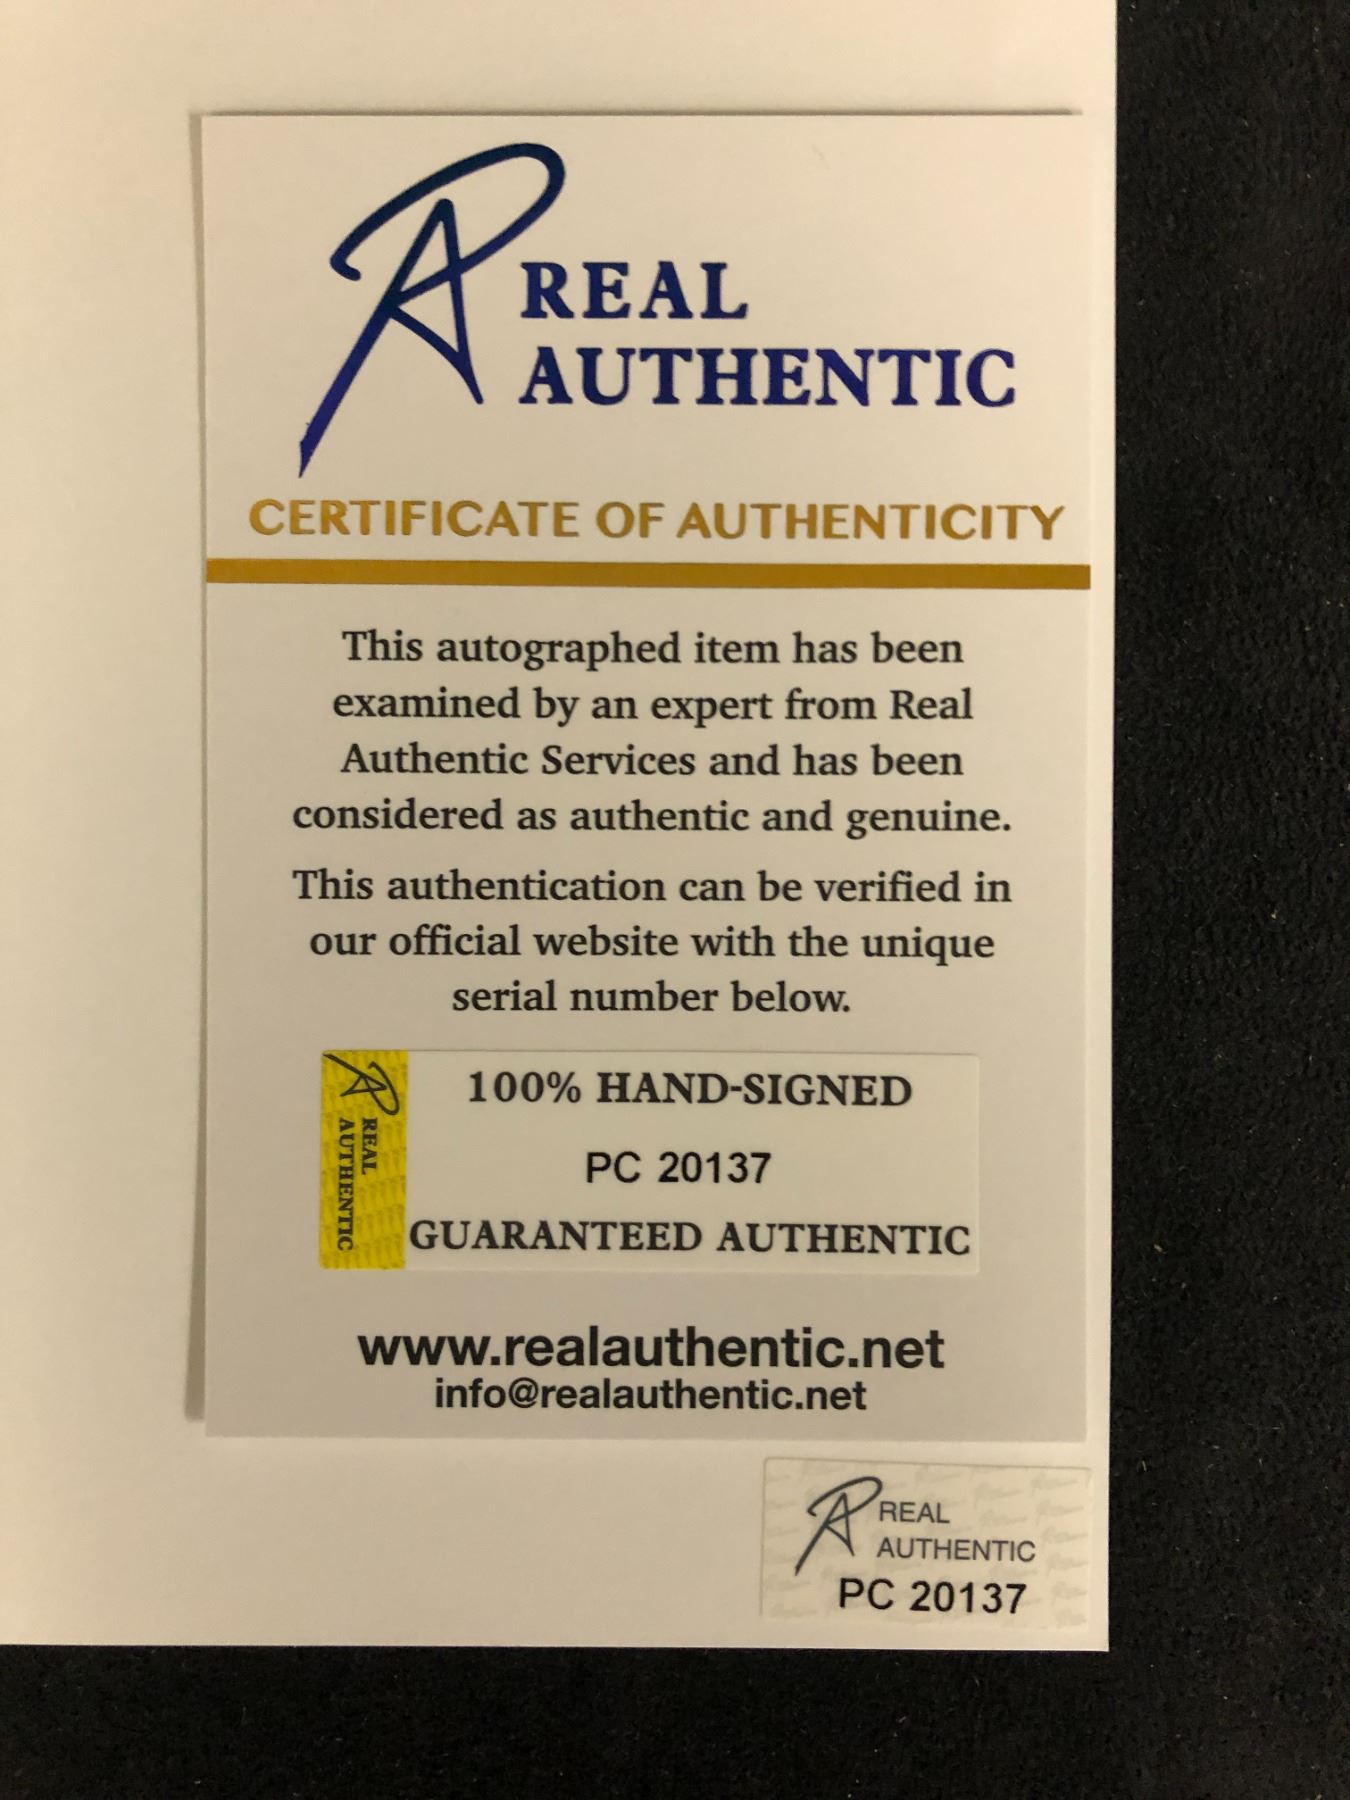 REAL
AUTHENTIC
CERTIFICATE OF AUTHENTICITY
This autographed item has been
examined by an expert from Real
Authentic Services and has been
considered as authentic and genuine.
This authentication can be verified in
our official website with the unique
serial number below.
REAL
AUTHENTIC
100% HAND-SIGNED
PC 20137
GUARANTEED AUTHENTIC
www.realauthentic.net
info@realauthentic.net
REAL
AUTHENTIC
PC 20137